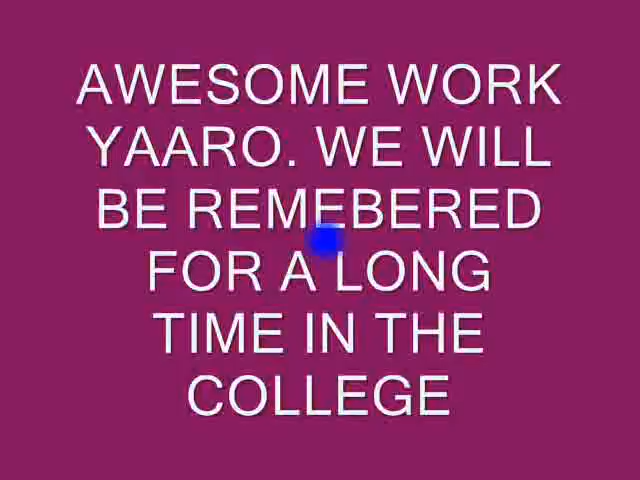 AWESOME WORK
YAARO. WE WILL
BE REMEBERED
FOR A LONG
TIME IN THE
COLLEGE